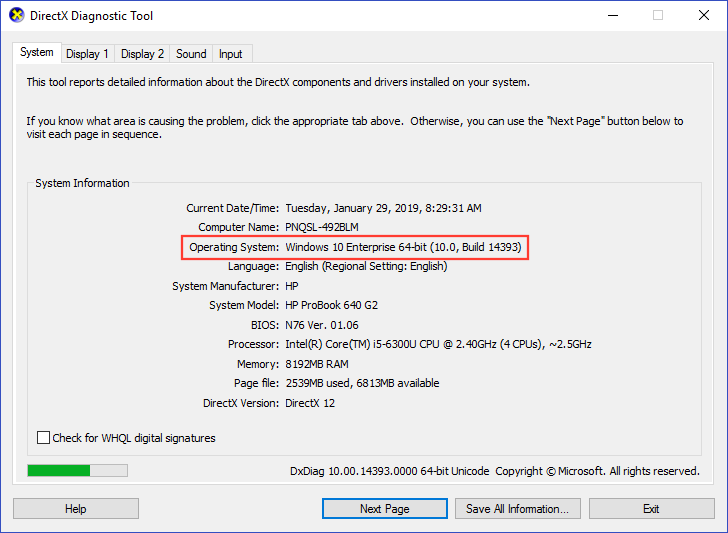 DirectX Diagnostic Tool
System Display 1 Display 2 Sound Input
This tool reports detailed information about the DirectX components and drivers installed on your system.
If you know what area is causing the problem, click the appropriate tab above.  Otherwise, you can use the "Next Page" button below to
visit each page in sequence.
System Information
Current Date/Time: Tuesday, January 29, 2019, 8:29:31 AM
Computer Name: PNQSL-492BLM
Operating System: Windows 10 Enterprise 64-bit (10.0, Build 14393)
Language: English (Regional Setting: English)
System Manufacturer: HP
System Model: HP ProBook 640 G2
BIOS: N76 Ver. 01.06
Processor: Intel(R) Core(TM) i5-6300U CPU @ 2.40GHz (4 CPUs), ~2.5GHz
Memory: 8192MB RAM
Page file: 2539MB used, 6813MB available
DirectX Version: DirectX 12
Check for WHQL digital signatures
DxDiag 10.00.14393.0000 64-bit Unicode  Copyright © Microsoft. All rights reserved.
Help Next Page Save All Information... Exit